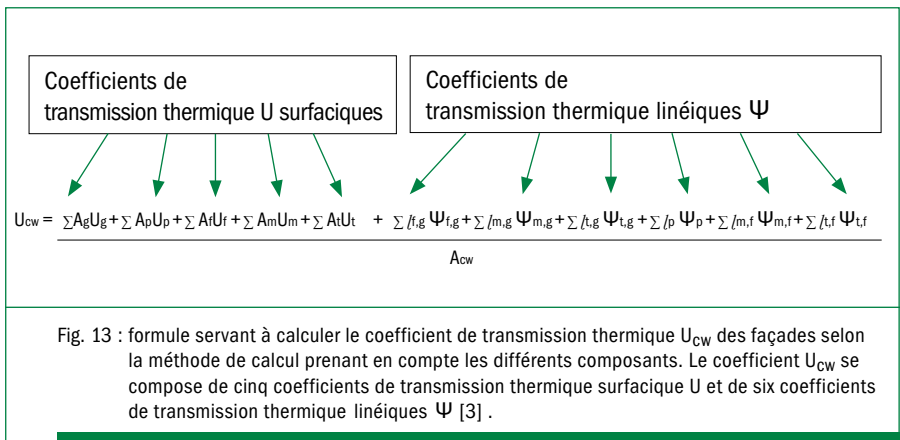 Coefficients de
transmission thermique U surfaciques
Coefficients de
transmission thermique linéiques Ψ
Ucw = ∑AgUg + ∑ ApUp + ∑ AfUf + ∑ AmUm + ∑ AtUt + ∑ lf,g Ψf,g + ∑ lm,g Ψm,g + ∑ lt,g Ψt,g + ∑ lp Ψp + ∑ lm,f Ψm,f + ∑ lt,f Ψt,f
Acw
Fig. 13 : formule servant à calculer le coefficient de transmission thermique Ucw des façades selon
la méthode de calcul prenant en compte les différents composants. Le coefficient Ucw se
compose de cinq coefficients de transmission thermique surfacique U et de six coefficients
de transmission thermique linéiques Ψ [3] .